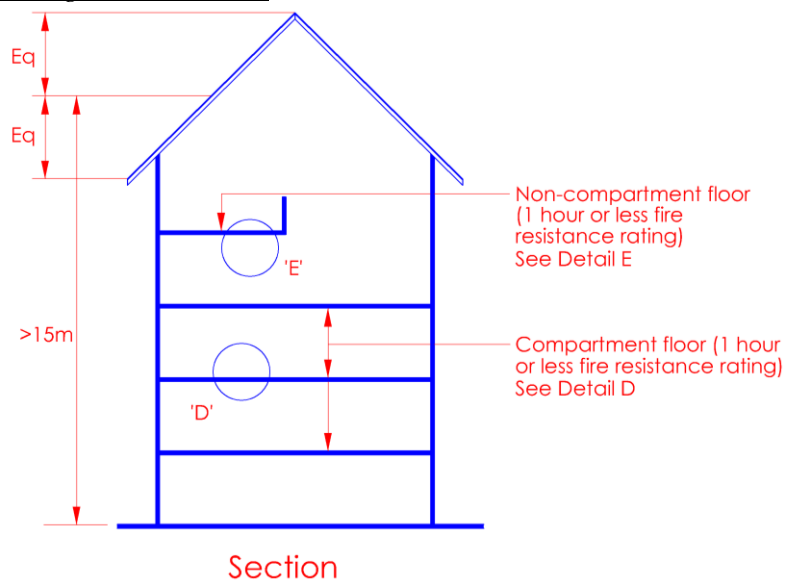 Eq
Eq
Non-compartment floor
(1 hour or less fire
resistance rating)
See Detail E
'E'
>15m
Compartment floor (1 hour
or less fire resistance rating)
See Detail D
'D'
Section